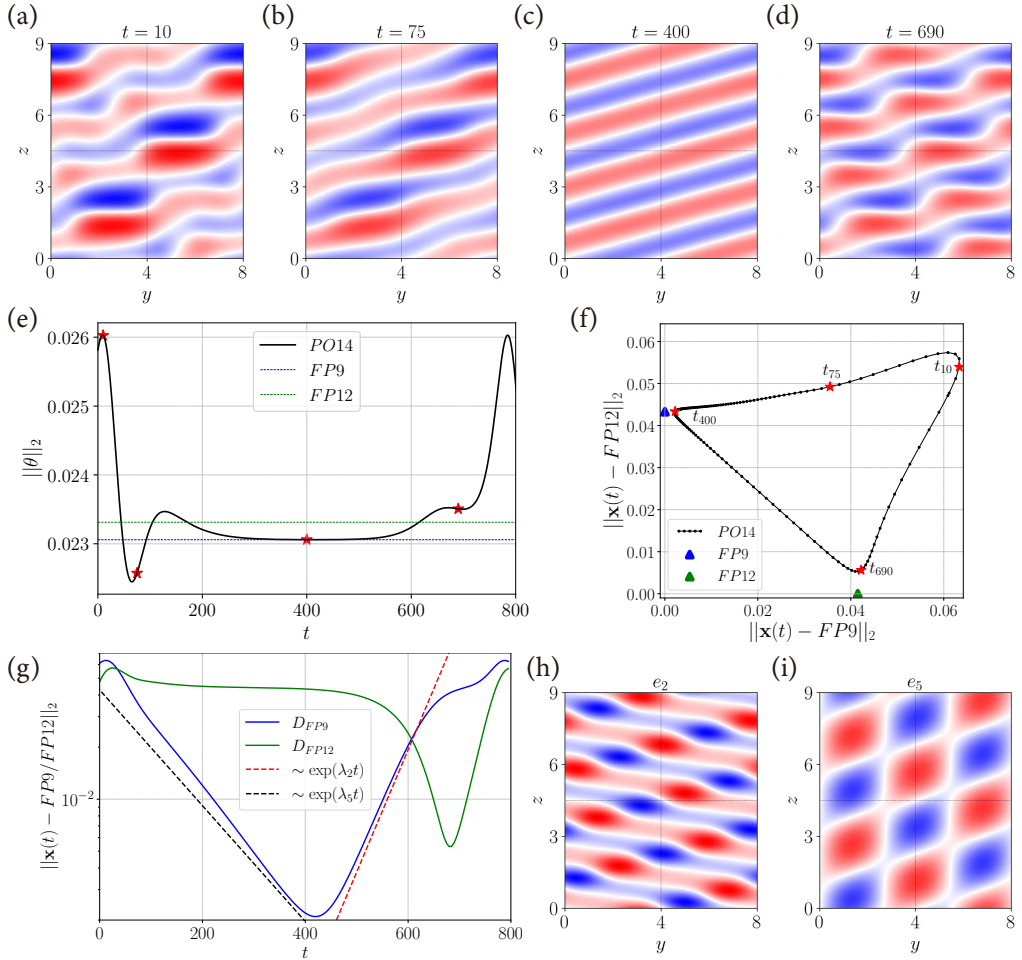 (a) (b) (c) (d)
t = 10 t = 75 t = 400 t = 690
9 9 9 9
6 6 6 6
z z z z
3 3 3 3
0 0 0 0
0 4 8 0 4 8 0 4 8 0 4 8
y y y y
(e)
0.026
0.025
0.024
0.023
||θ||₂
PO14
FP9
FP12
0 200 400 600 800
t
(f)
0.06
0.05
0.04
0.03
0.02
0.01
0.00
||x(t) − FP12||₂
t₁₀
t₇₅
t₄₀₀
t₆₉₀
PO14
FP9
FP12
0.00 0.02 0.04 0.06
||x(t) − FP9||₂
(g)
10⁻²
||x(t) − FP9/FP12||₂
D_FP9
D_FP12
~ exp(λ₂t)
~ exp(λ₅t)
0 200 400 600 800
t
(h) (i)
e₂ e₅
9 9
6 6
z z
3 3
0 0
0 4 8 0 4 8
y y